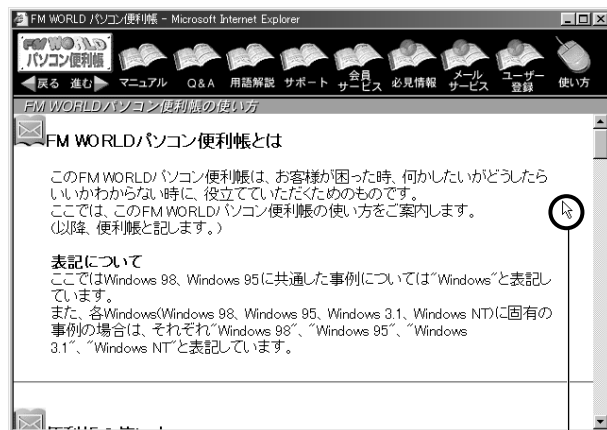 FM WORLD パソコン便利帳 - Microsoft Internet Explorer
FM WORLD
パソコン便利帳
戻る 進む マニュアル Q&A 用語解説 サポート 会員サービス 必見情報 メールサービス ユーザー登録 使い方
FM WORLDパソコン便利帳の使い方
FM WORLDパソコン便利帳とは
このFM WORLDパソコン便利帳は、お客様が困った時、何かしたいがどうしたら
いいかわからない時に、役立てていただくためのものです。
ここでは、このFM WORLDパソコン便利帳の使い方をご案内します。
(以降、便利帳と記します。)
表記について
ここではWindows 98、Windows 95に共通した事例については"Windows"と表記し
ています。
また、各Windows(Windows 98、Windows 95、Windows 3.1、Windows NT)に固有の
事例の場合は、それぞれ"Windows 98"、"Windows 95"、"Windows
3.1"、"Windows NT"と表記しています。